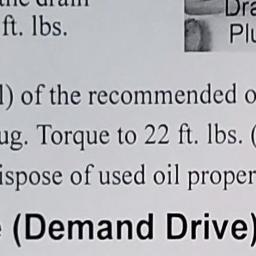 the drain
ft. lbs.
Dra
Plu
l) of the recommended o
ug. Torque to 22 ft. lbs. (
ispose of used oil proper
(Demand Drive)